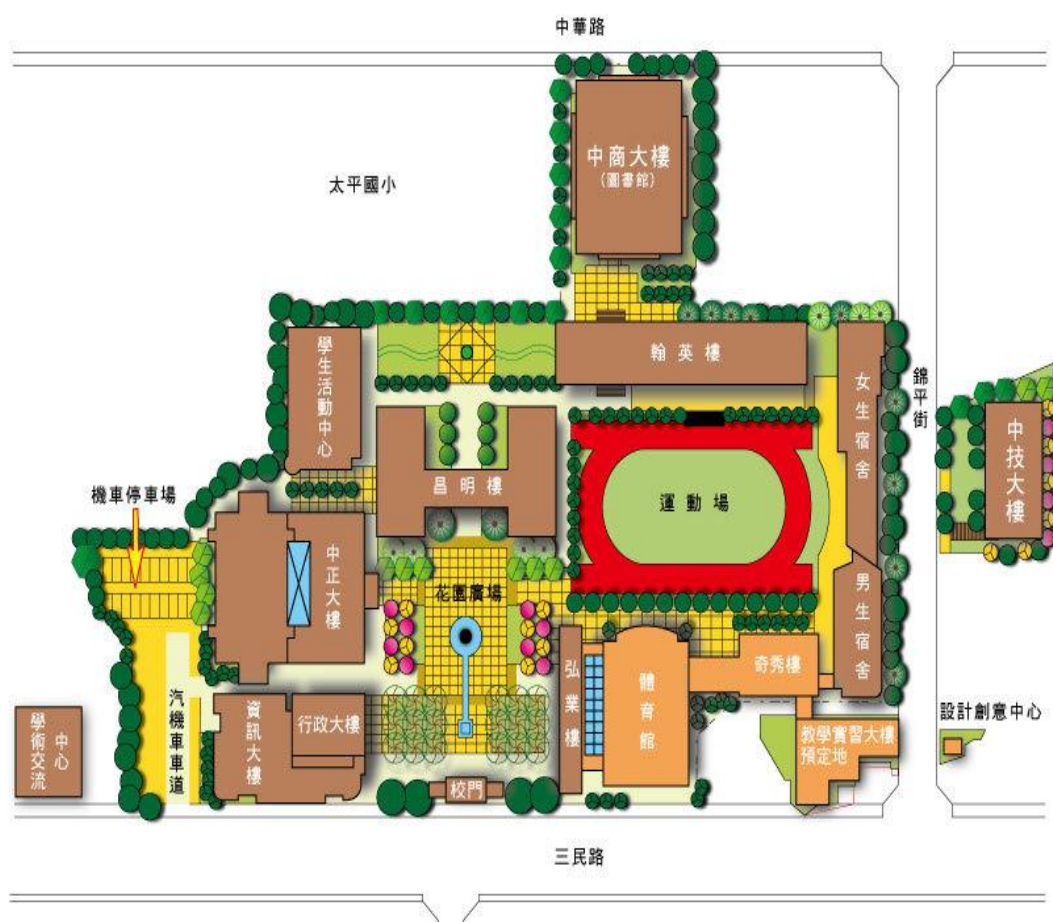 中華路
中商大樓
(圖書館)
太平國小
學生活動中心
翰英樓
女生宿舍
錦平街
中技大樓
昌明樓
運動場
機車停車場
中正大樓
花園廣場
男生宿舍
弘業樓
體育館
奇秀樓
汽機車車道
資訊大樓
行政大樓
設計創意中心
教學實習大樓
預定地
中心
學術交流
校門
三民路